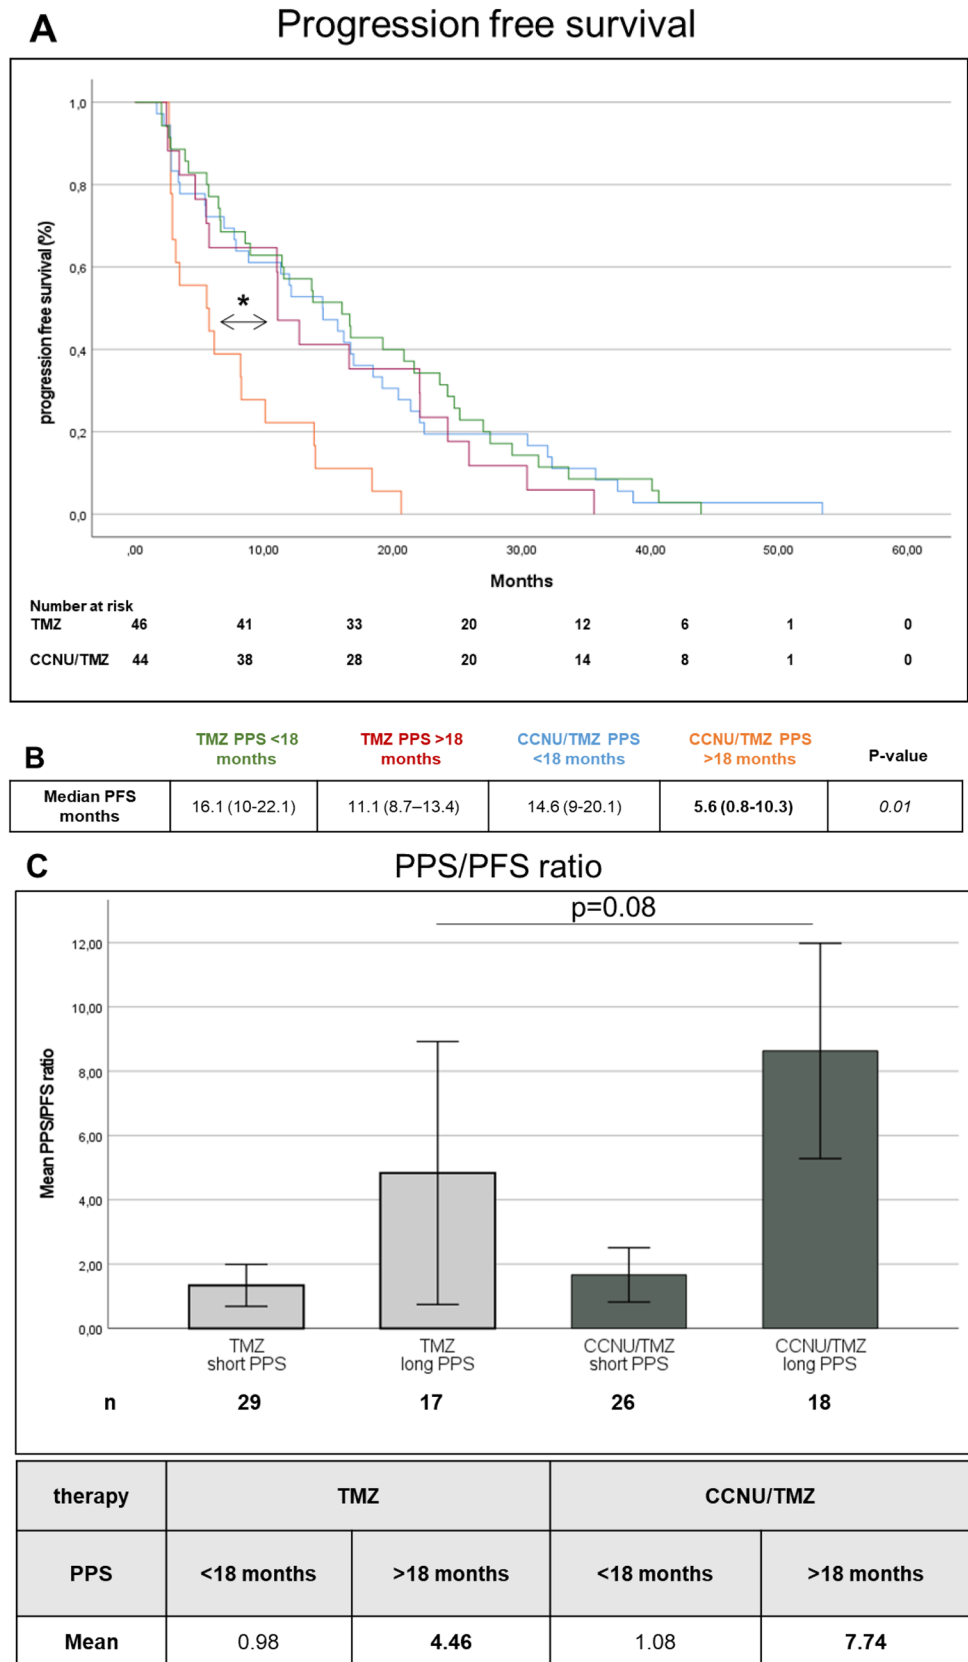 A Progression free survival
progression free survival (%)
1,0
0,8
0,6
0,4
0,2
0,0
*
,00 10,00 20,00 30,00 40,00 50,00 60,00
Months
Number at risk
TMZ 46 41 33 20 12 6 1 0
CCNU/TMZ 44 38 28 20 14 8 1 0
B
TMZ PPS <18 months
TMZ PPS >18 months
CCNU/TMZ PPS <18 months
CCNU/TMZ PPS >18 months
P-value
Median PFS months 16.1 (10-22.1) 11.1 (8.7–13.4) 14.6 (9-20.1) 5.6 (0.8-10.3) 0.01
C PPS/PFS ratio
p=0.08
Mean PPS/PFS ratio
12,00
10,00
8,00
6,00
4,00
2,00
0,00
TMZ short PPS
TMZ long PPS
CCNU/TMZ short PPS
CCNU/TMZ long PPS
n 29 17 26 18
therapy TMZ CCNU/TMZ
PPS <18 months >18 months <18 months >18 months
Mean 0.98 4.46 1.08 7.74